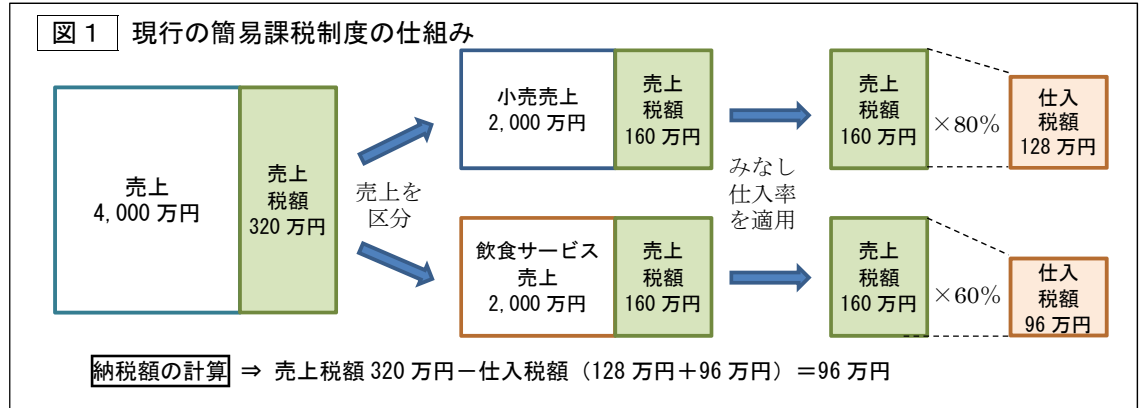 図１ 現行の簡易課税制度の仕組み
売上
4,000 万円
売上
税額
320 万円
売上を
区分
小売売上
2,000 万円
売上
税額
160 万円
飲食サービス
売上
2,000 万円
売上
税額
160 万円
みなし
仕入率
を適用
売上
税額
160 万円
×80%
仕入
税額
128 万円
売上
税額
160 万円
×60%
仕入
税額
96 万円
納税額の計算 ⇒ 売上税額 320 万円－仕入税額（128 万円＋96 万円）＝96 万円